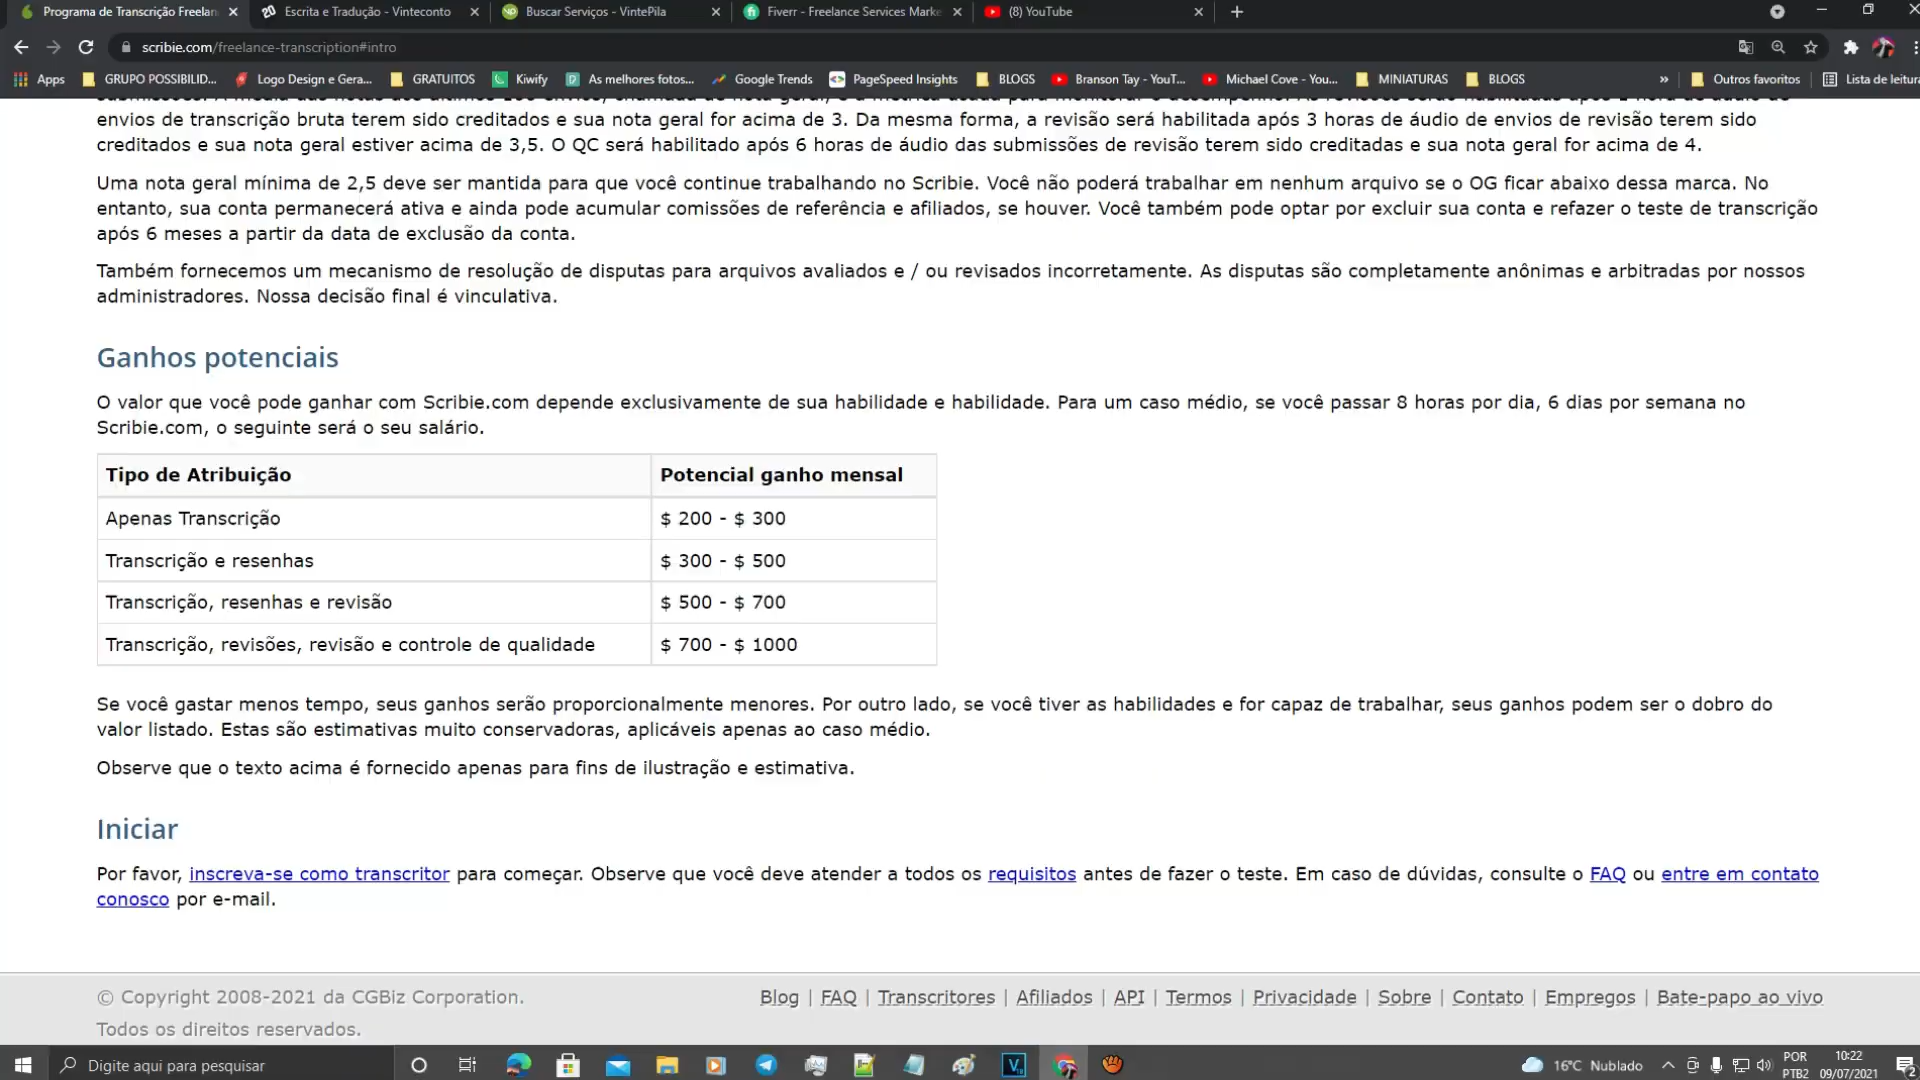 Programa de Transcrição Freelan
Escrita e Tradução - Vinteconto
Buscar Serviços - VintePila
Fiverr - Freelance Services Marke
(8) YouTube
scribie.com/freelance-transcription#intro
Apps
GRUPO POSSIBILID...
Logo Design e Gera...
GRATUITOS
Kiwify
As melhores fotos...
Google Trends
PageSpeed Insights
BLOGS
Branson Tay - YouT...
Michael Cove - You...
MINIATURAS
BLOGS
»
Outros favoritos
Lista de leitura
envios de transcrição bruta terem sido creditados e sua nota geral for acima de 3. Da mesma forma, a revisão será habilitada após 3 horas de áudio de envios de revisão terem sido
creditados e sua nota geral estiver acima de 3,5. O QC será habilitado após 6 horas de áudio das submissões de revisão terem sido creditadas e sua nota geral for acima de 4.
Uma nota geral mínima de 2,5 deve ser mantida para que você continue trabalhando no Scribie. Você não poderá trabalhar em nenhum arquivo se o OG ficar abaixo dessa marca. No
entanto, sua conta permanecerá ativa e ainda pode acumular comissões de referência e afiliados, se houver. Você também pode optar por excluir sua conta e refazer o teste de transcrição
após 6 meses a partir da data de exclusão da conta.
Também fornecemos um mecanismo de resolução de disputas para arquivos avaliados e / ou revisados incorretamente. As disputas são completamente anônimas e arbitradas por nossos
administradores. Nossa decisão final é vinculativa.
Ganhos potenciais
O valor que você pode ganhar com Scribie.com depende exclusivamente de sua habilidade e habilidade. Para um caso médio, se você passar 8 horas por dia, 6 dias por semana no
Scribie.com, o seguinte será o seu salário.
Tipo de Atribuição Potencial ganho mensal
Apenas Transcrição $ 200 - $ 300
Transcrição e resenhas $ 300 - $ 500
Transcrição, resenhas e revisão $ 500 - $ 700
Transcrição, revisões, revisão e controle de qualidade $ 700 - $ 1000
Se você gastar menos tempo, seus ganhos serão proporcionalmente menores. Por outro lado, se você tiver as habilidades e for capaz de trabalhar, seus ganhos podem ser o dobro do
valor listado. Estas são estimativas muito conservadoras, aplicáveis apenas ao caso médio.
Observe que o texto acima é fornecido apenas para fins de ilustração e estimativa.
Iniciar
Por favor, inscreva-se como transcritor para começar. Observe que você deve atender a todos os requisitos antes de fazer o teste. Em caso de dúvidas, consulte o FAQ ou entre em contato
conosco por e-mail.
© Copyright 2008-2021 da CGBiz Corporation.
Todos os direitos reservados.
Blog | FAQ | Transcritores | Afiliados | API | Termos | Privacidade | Sobre | Contato | Empregos | Bate-papo ao vivo
Digite aqui para pesquisar
16°C Nublado
POR
PTB2
10:22
09/07/2021
2